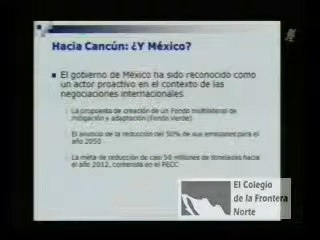 Hacia Cancún: ¿Y México?
El gobierno de México ha sido reconocido como
un actor proactivo en el contexto de las
negociaciones internacionales
La propuesta de creación de un Fondo multilateral de
mitigación y adaptación (Fondo Verde)
El anuncio de la reducción del 50% de sus emisiones para el
año 2050
La meta de reducción de casi 50 millones de toneladas hacia
el año 2012, contenida en el PECC
El Colegio
de la Frontera
Norte